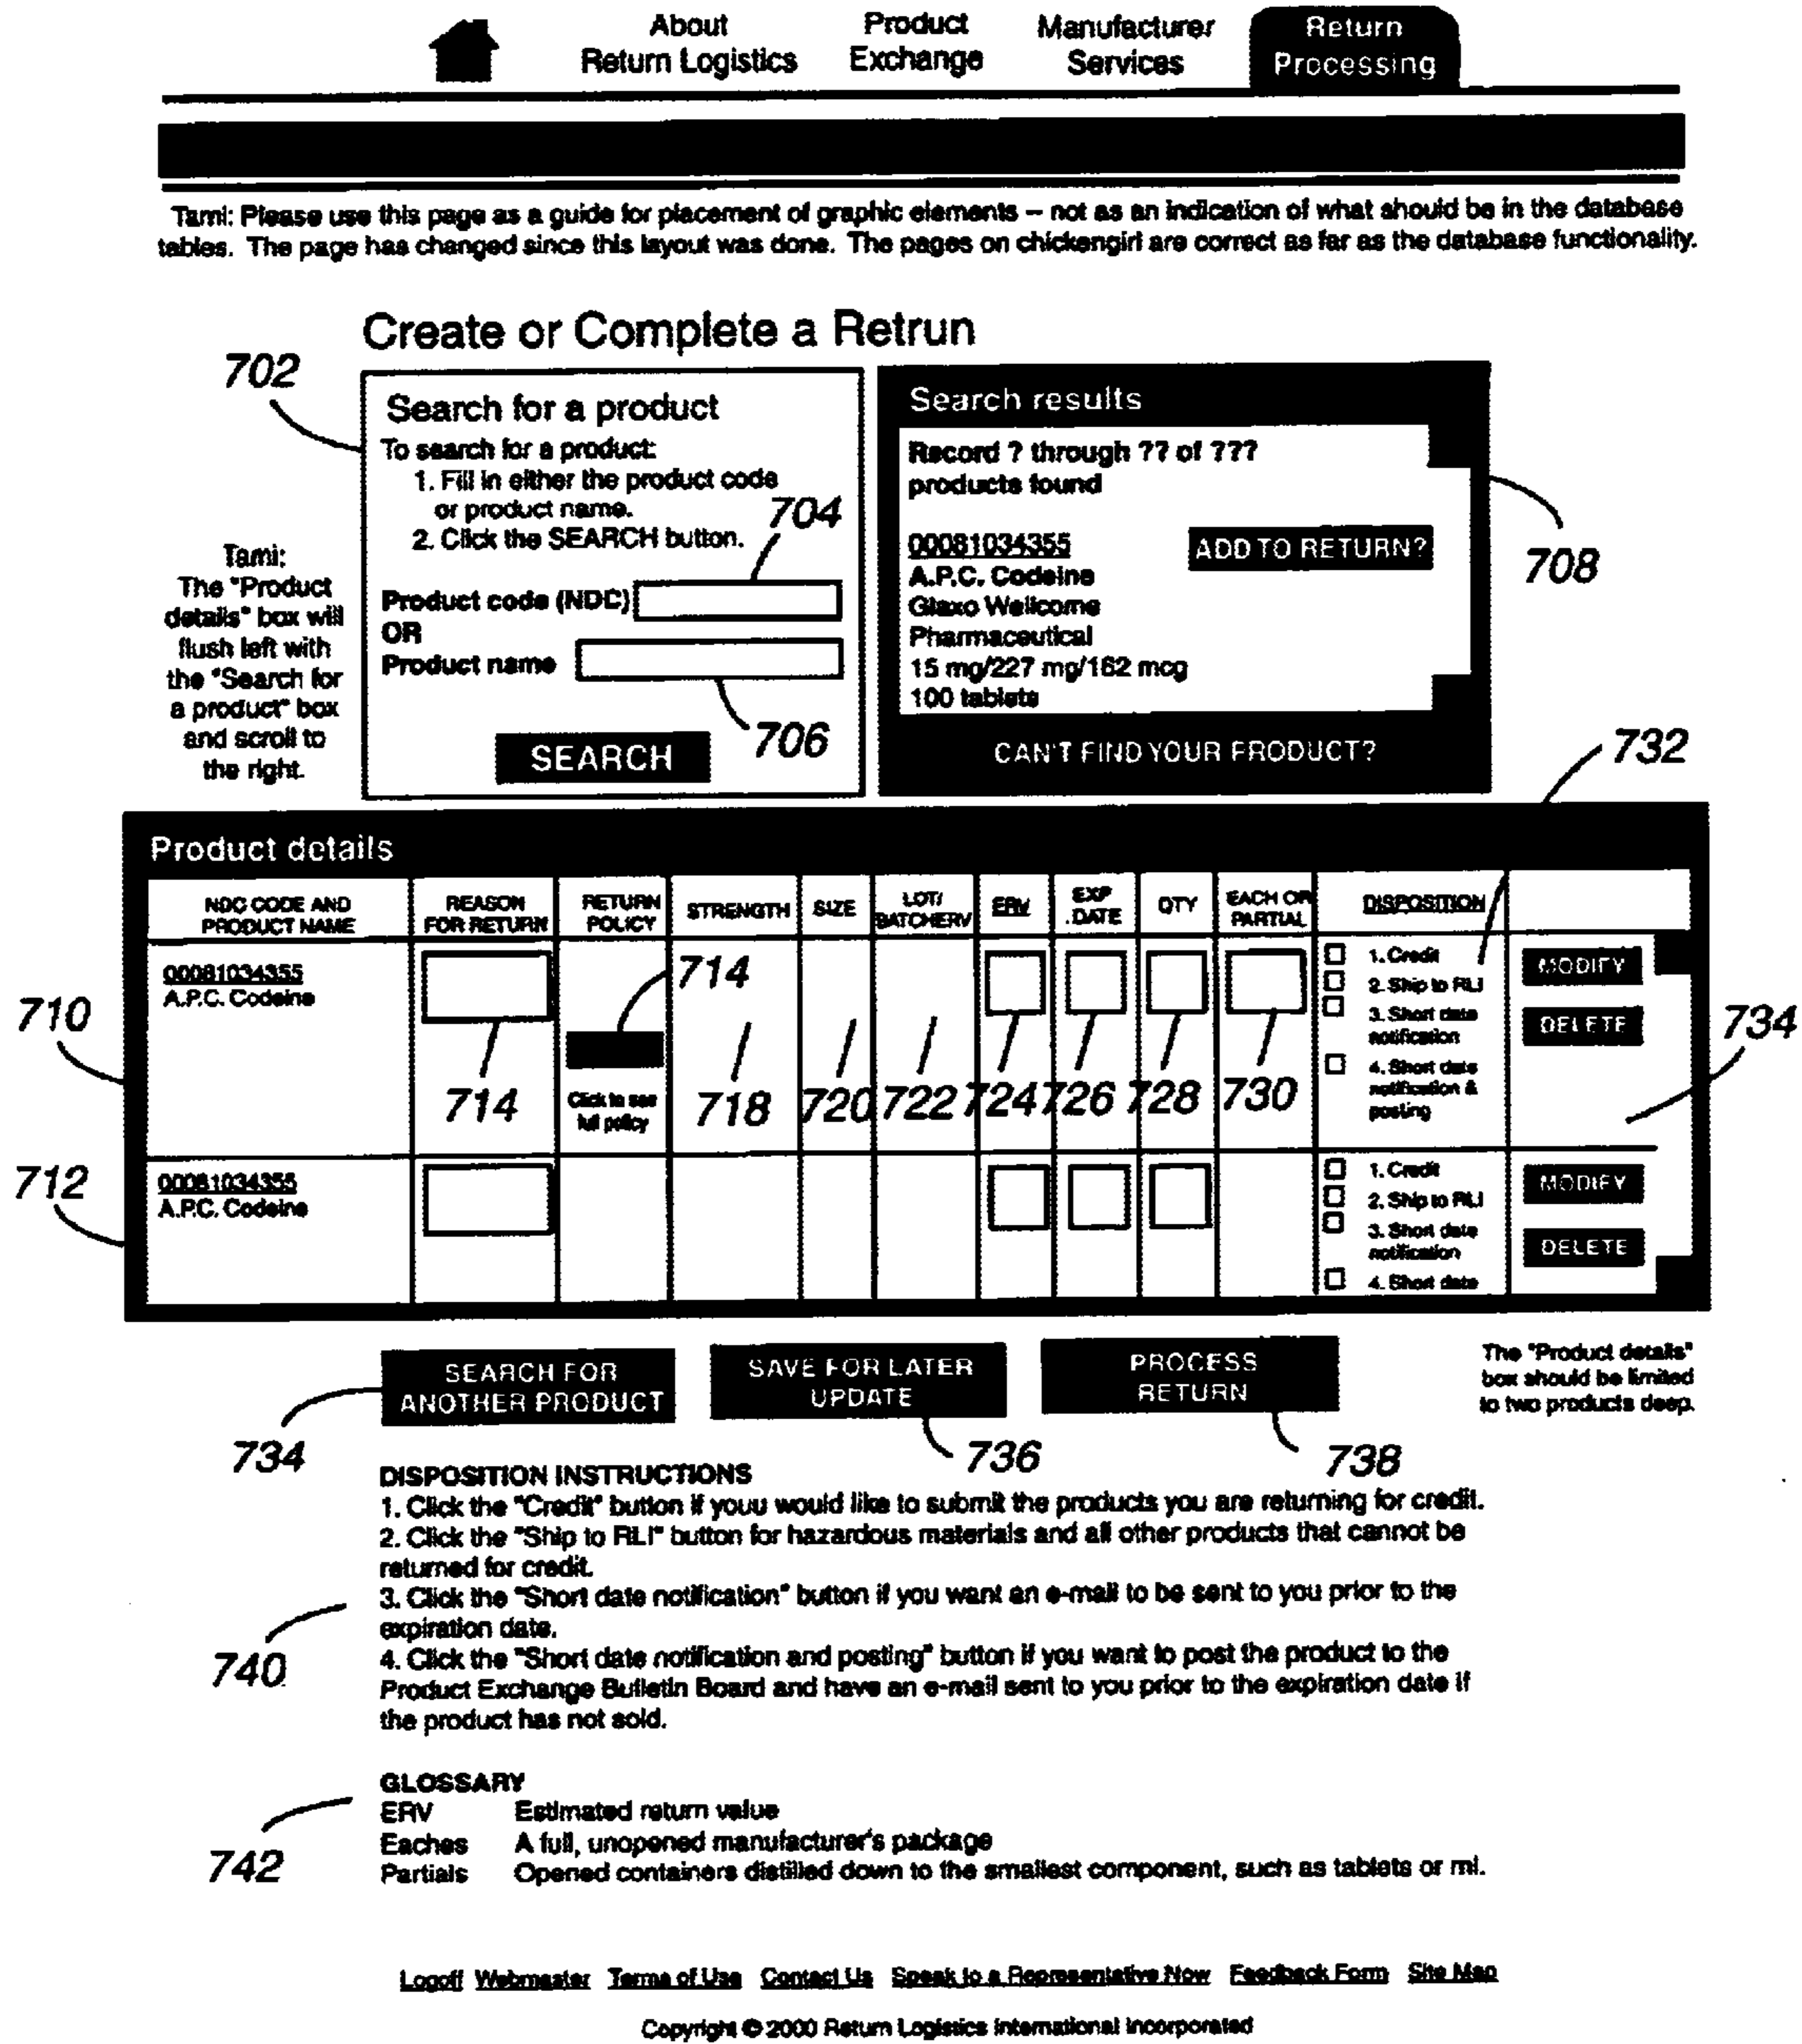 About
Return Logistics
Product
Exchange
Manufacturer
Services
Return
Processing
Tami: Please use this page as a guide for placement of graphic elements – not as an indication of what should be in the database
tables. The page has changed since this layout was done. The pages on chickengirl are correct as far as the database functionality.
Create or Complete a Retrun
702
Search for a product
To search for a product:
1. Fill in either the product code
or product name.
2. Click the SEARCH button.
704
Product code (NDC)
OR
Product name
706
SEARCH
Tami:
The "Product
details" box will
flush left with
the "Search for
a product" box
and scroll to
the right.
Search results
Record ? through ?? of ???
products found
00081034355
A.P.C. Codeine
Glaxo Wellcome
Pharmaceutical
15 mg/227 mg/162 mcg
100 tablets
ADD TO RETURN?
CAN'T FIND YOUR PRODUCT?
708
732
Product details
NDC CODE AND
PRODUCT NAME
REASON
FOR RETURN
RETURN
POLICY
STRENGTH
SIZE
LOT/
BATCHERV
ERV
EXP
.DATE
QTY
EACH OR
PARTIAL
DISPOSITION
710
00081034355
A.P.C. Codeine
714
714
Click to see
full policy
718
720
722
724
726
728
730
1. Credit
2. Ship to RLI
3. Short date
notification
4. Short date
notification &
posting
MODIFY
DELETE
734
712
00081034355
A.P.C. Codeine
1. Credit
2. Ship to RLI
3. Short date
notification
4. Short date
MODIFY
DELETE
SEARCH FOR
ANOTHER PRODUCT
SAVE FOR LATER
UPDATE
PROCESS
RETURN
The "Product details"
box should be limited
to two products deep.
734
736
738
DISPOSITION INSTRUCTIONS
1. Click the "Credit" button if youu would like to submit the products you are returning for credit.
2. Click the "Ship to RLI" button for hazardous materials and all other products that cannot be
returned for credit.
3. Click the "Short date notification" button if you want an e-mail to be sent to you prior to the
expiration date.
4. Click the "Short date notification and posting" button if you want to post the product to the
Product Exchange Bulletin Board and have an e-mail sent to you prior to the expiration date if
the product has not sold.
740
GLOSSARY
ERV Estimated return value
Eaches A full, unopened manufacturer's package
Partials Opened containers distilled down to the smallest component, such as tablets or ml.
742
Logoff Webmaster Terms of Use Contact Us Speak to a Representative Now Feedback Form Site Map
Copyright © 2000 Return Logistics International Incorporated